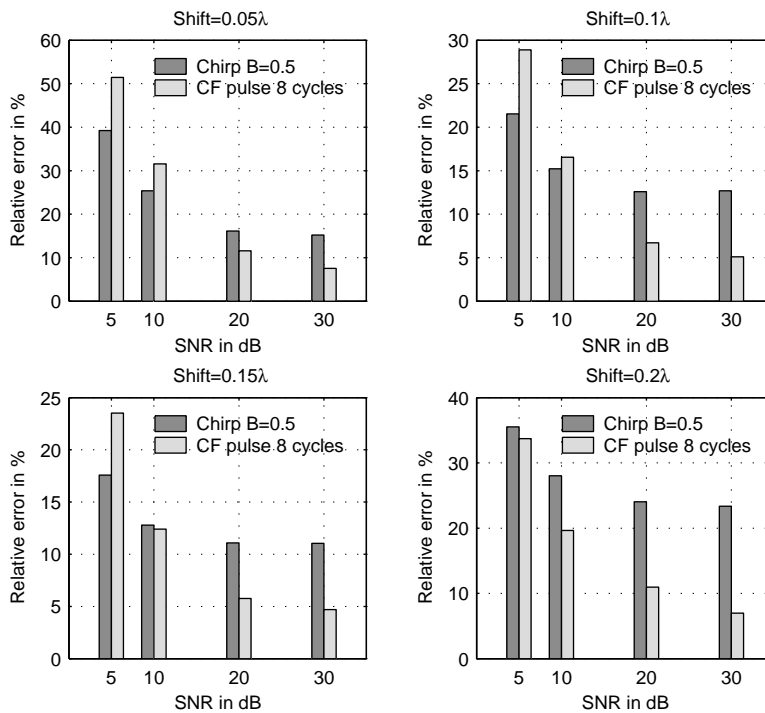 Shift=0.05λ
Relative error in %
60
50
40
30
20
10
0
Chirp B=0.5
CF pulse 8 cycles
5 10 20 30
SNR in dB
Shift=0.1λ
Relative error in %
30
25
20
15
10
5
0
Chirp B=0.5
CF pulse 8 cycles
5 10 20 30
SNR in dB
Shift=0.15λ
Relative error in %
25
20
15
10
5
0
Chirp B=0.5
CF pulse 8 cycles
5 10 20 30
SNR in dB
Shift=0.2λ
Relative error in %
40
30
20
10
0
Chirp B=0.5
CF pulse 8 cycles
5 10 20 30
SNR in dB